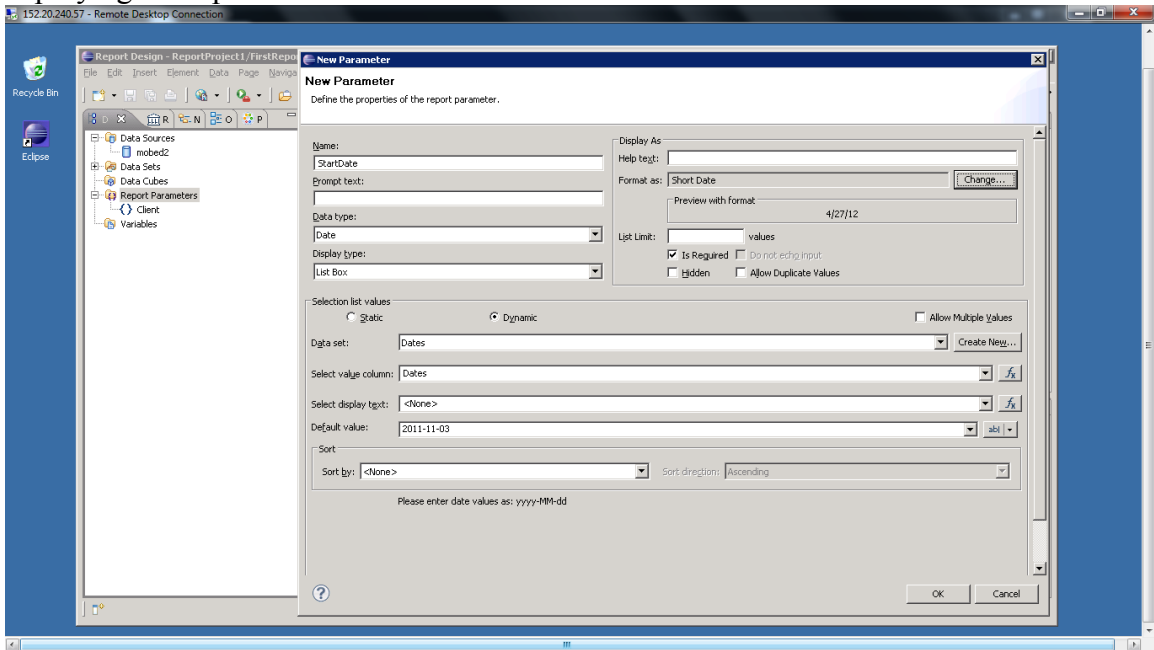 152.20.240.57 - Remote Desktop Connection
Recycle Bin
Eclipse
Report Design - ReportProject1/FirstRepo
File Edit Insert Element Data Page Naviga
D R N O P
Data Sources
mobed2
Data Sets
Data Cubes
Report Parameters
Client
Variables
New Parameter
New Parameter
Define the properties of the report parameter.
Name:
StartDate
Prompt text:
Data type:
Date
Display type:
List Box
Display As
Help text:
Format as: Short Date Change...
Preview with format
4/27/12
List Limit: values
Is Required Do not echo input
Hidden Allow Duplicate Values
Selection list values
Static Dynamic Allow Multiple Values
Data set: Dates Create New...
Select value column: Dates fx
Select display text: <None> fx
Default value: 2011-11-03 ab|
Sort
Sort by: <None> Sort direction: Ascending
Please enter date values as: yyyy-MM-dd
?
OK Cancel